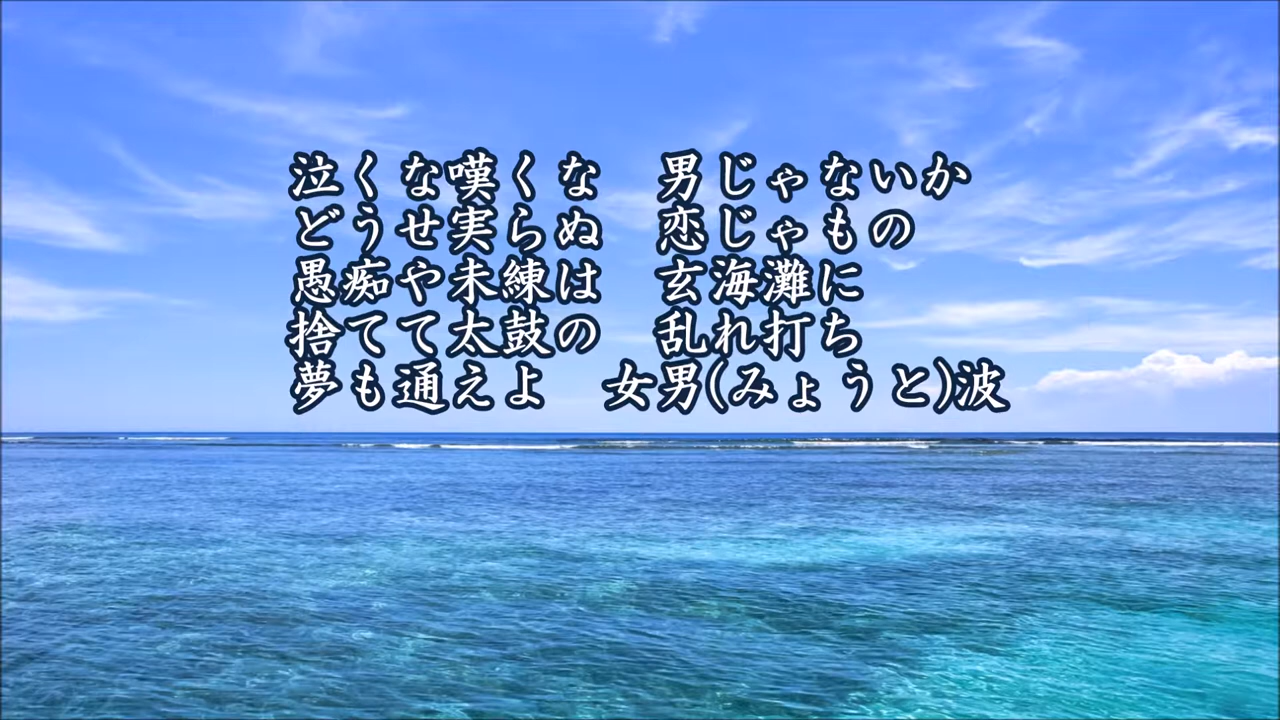 泣くな嘆くな　男じゃないか
どうせ実らぬ　恋じゃもの
愚痴や未練は　玄海灘に
捨てて太鼓の　乱れ打ち
夢も通えよ　女男(みょうと)波